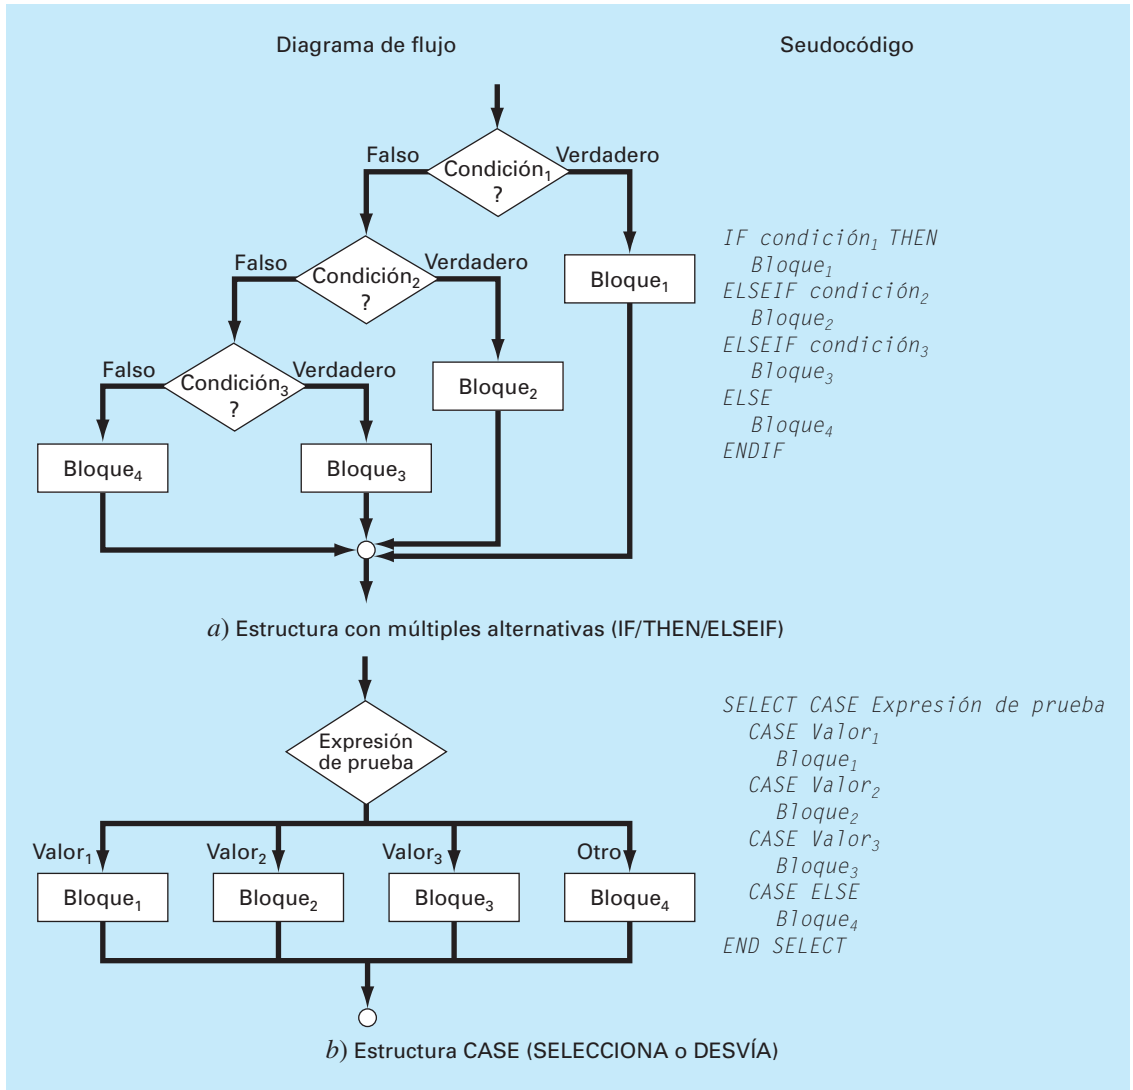 Diagrama de flujo
Seudocódigo
Falso
Condición₁
?
Verdadero
Falso
Condición₂
?
Verdadero
Bloque₁
Falso
Condición₃
?
Verdadero
Bloque₂
Bloque₄
Bloque₃
IF condición₁ THEN
Bloque₁
ELSEIF condición₂
Bloque₂
ELSEIF condición₃
Bloque₃
ELSE
Bloque₄
ENDIF
a) Estructura con múltiples alternativas (IF/THEN/ELSEIF)
Expresión
de prueba
Valor₁
Valor₂
Valor₃
Otro
Bloque₁
Bloque₂
Bloque₃
Bloque₄
SELECT CASE Expresión de prueba
CASE Valor₁
Bloque₁
CASE Valor₂
Bloque₂
CASE Valor₃
Bloque₃
CASE ELSE
Bloque₄
END SELECT
b) Estructura CASE (SELECCIONA o DESVÍA)